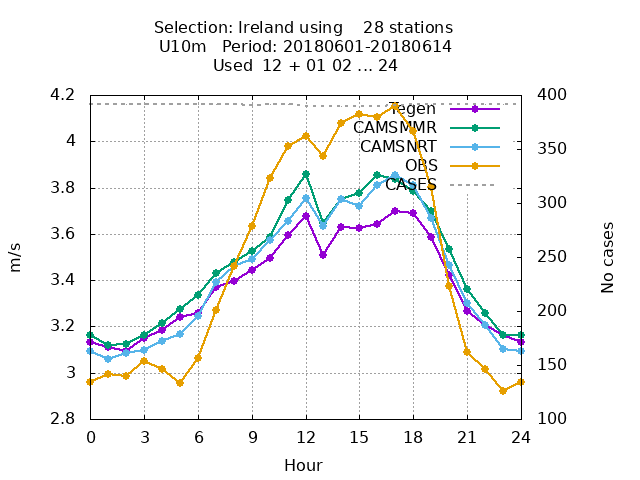 Selection: Ireland using    28 stations
U10m   Period: 20180601-20180614
Used  12 + 01 02 ... 24
4.2
4
3.8
3.6
3.4
3.2
3
2.8
m/s
400
350
300
250
200
150
100
No cases
Tegen
CAMSMMR
CAMSNRT
OBS
CASES
0 3 6 9 12 15 18 21 24
Hour